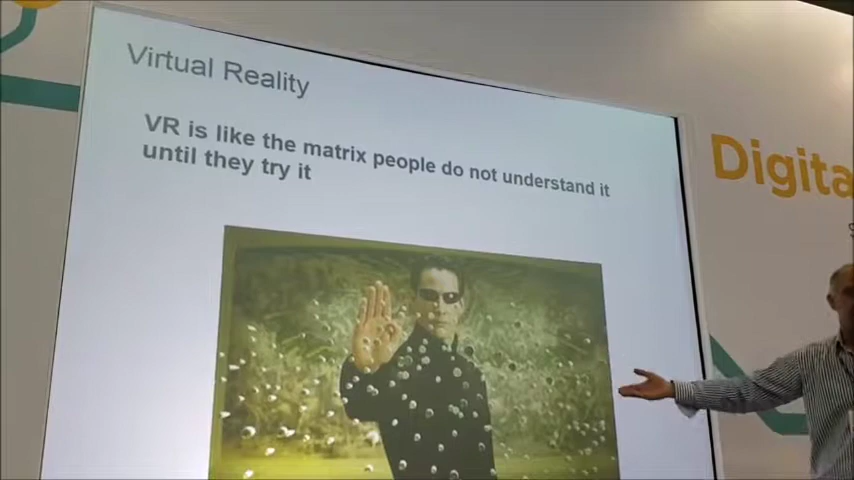 Virtual Reality
VR is like the matrix people do not understand it
until they try it
Digita